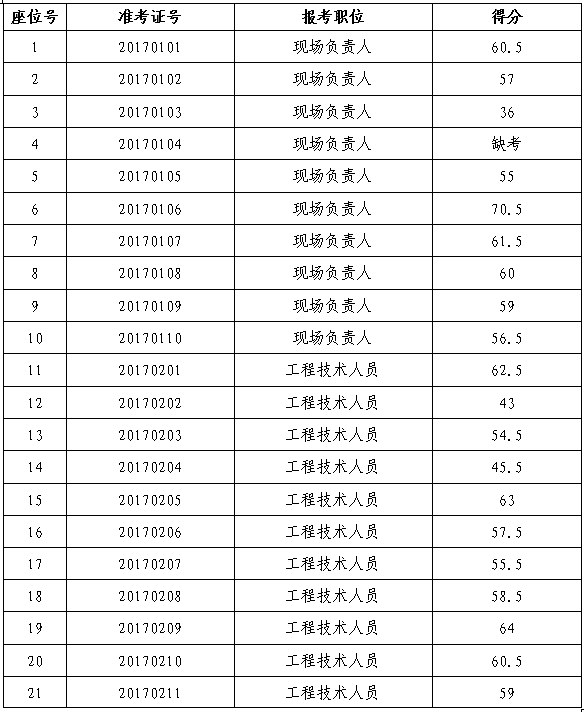 座位号 准考证号 报考职位 得分
1 20170101 现场负责人 60.5
2 20170102 现场负责人 57
3 20170103 现场负责人 36
4 20170104 现场负责人 缺考
5 20170105 现场负责人 55
6 20170106 现场负责人 70.5
7 20170107 现场负责人 61.5
8 20170108 现场负责人 60
9 20170109 现场负责人 59
10 20170110 现场负责人 56.5
11 20170201 工程技术人员 62.5
12 20170202 工程技术人员 43
13 20170203 工程技术人员 54.5
14 20170204 工程技术人员 45.5
15 20170205 工程技术人员 63
16 20170206 工程技术人员 57.5
17 20170207 工程技术人员 55.5
18 20170208 工程技术人员 58.5
19 20170209 工程技术人员 64
20 20170210 工程技术人员 60.5
21 20170211 工程技术人员 59